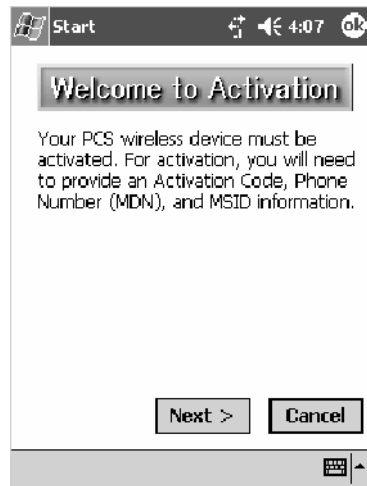 Start 4:07 ok
Welcome to Activation
Your PCS wireless device must be
activated. For activation, you will need
to provide an Activation Code, Phone
Number (MDN), and MSID information.
Next > Cancel